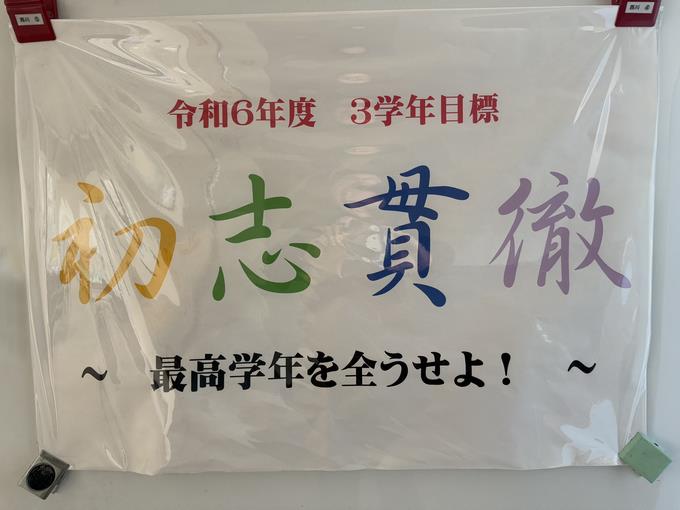 令和6年度　3学年目標
初志貫徹
～　最高学年を全うせよ！　～